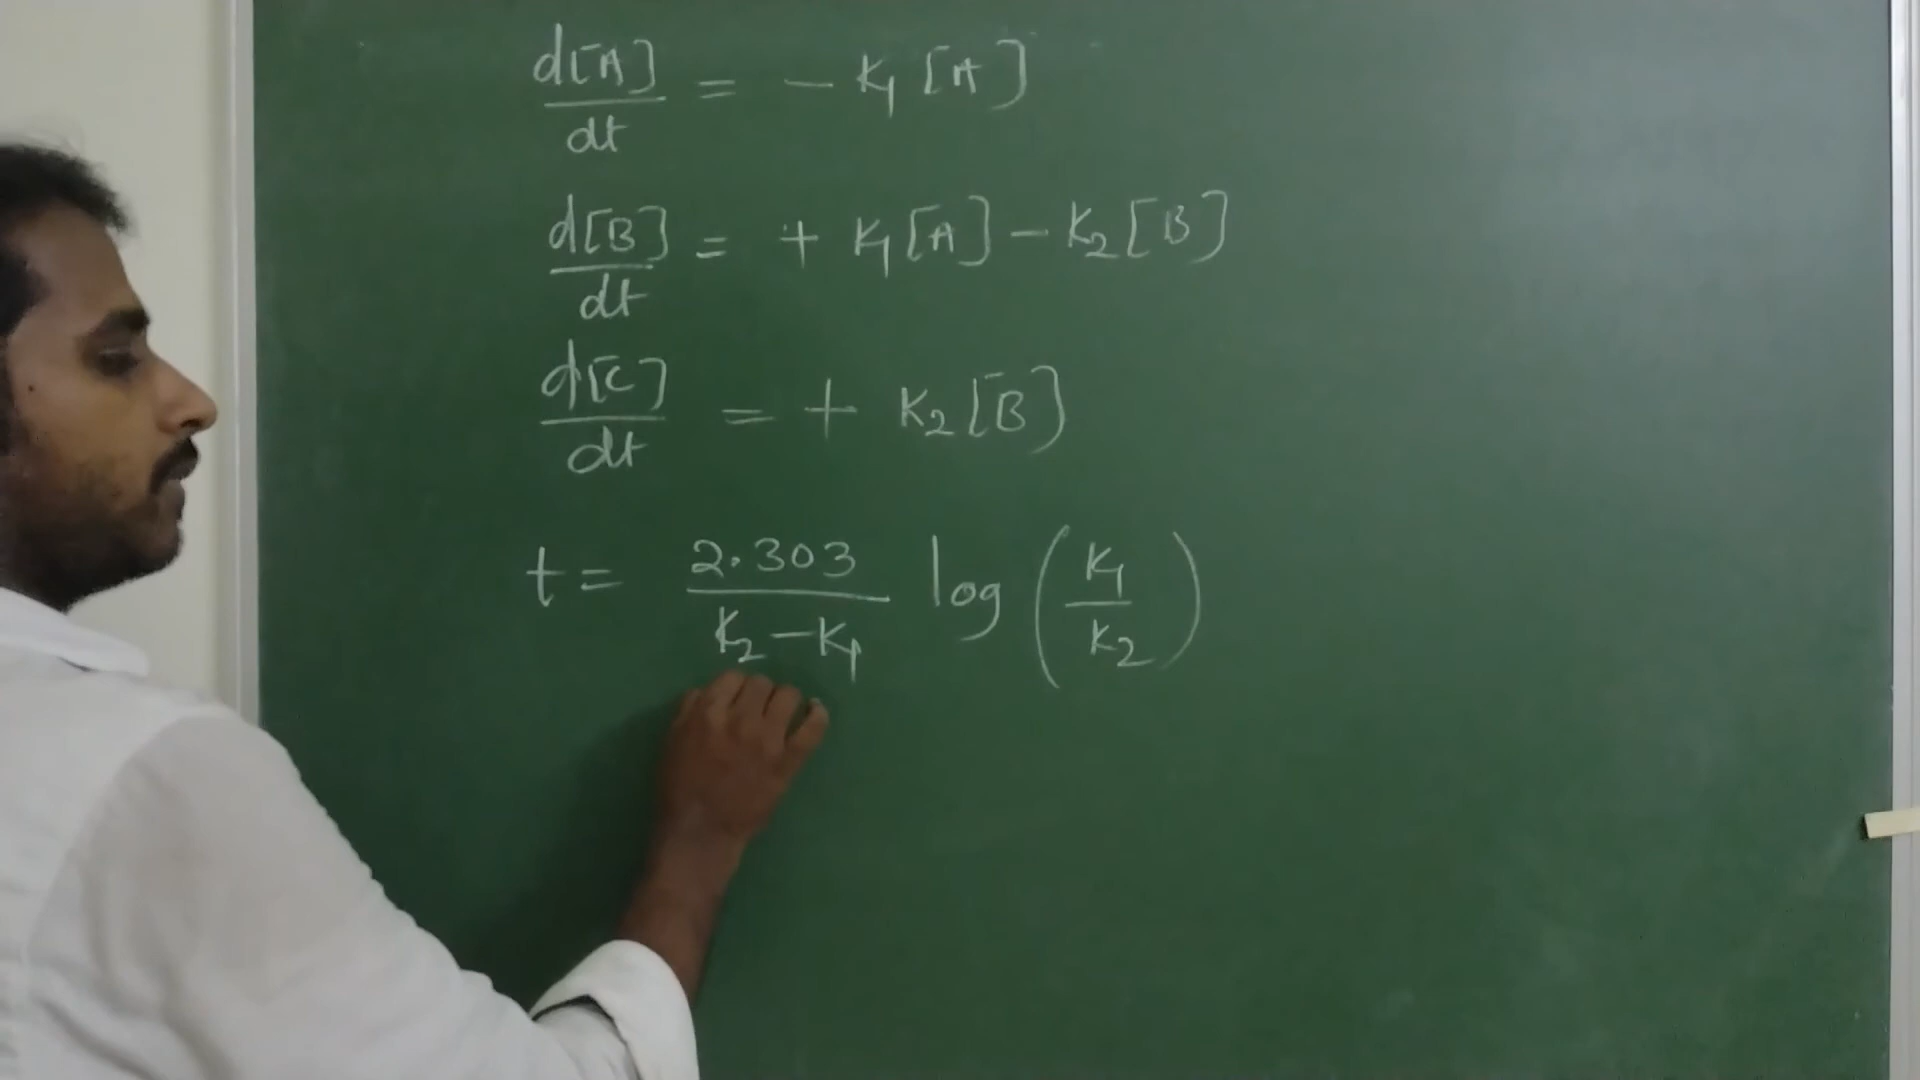 d[A]/dt = - K1 [A]
d[B]/dt = + K1[A] - K2[B]
d[C]/dt = + K2[B]
t = 2.303/(K2-K1) log (K1/K2)